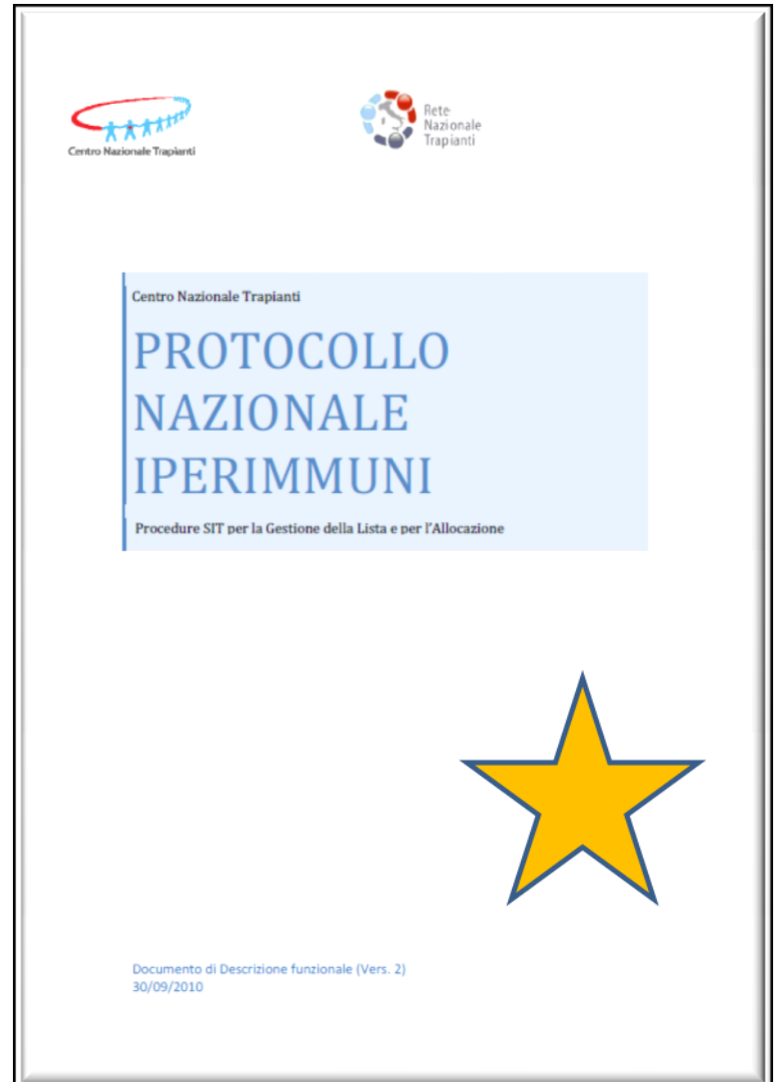 Centro Nazionale Trapianti
Rete
Nazionale
Trapianti
Centro Nazionale Trapianti
PROTOCOLLO
NAZIONALE
IPERIMMUNI
Procedure SIT per la Gestione della Lista e per l'Allocazione
Documento di Descrizione funzionale (Vers. 2)
30/09/2010